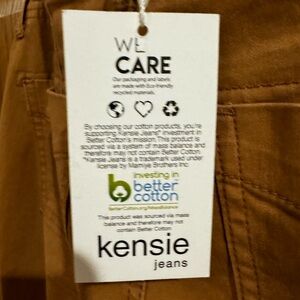 WE
CARE
Our packaging and labels
are made with Eco-friendly
recycled materials.
By choosing our cotton products, you're
supporting Kensie Jeans® investment in
Better Cotton's mission. This product is
sourced via a system of mass balance and
therefore may not contain Better Cotton.
*Kensie Jeans is a trademark used under
license by Mamiye Brothers Inc.
investing in
better
cotton
BetterCotton.org/MassBalance
This product was sourced via mass
balance and therefore may not
contain Better Cotton.
kensie
jeans